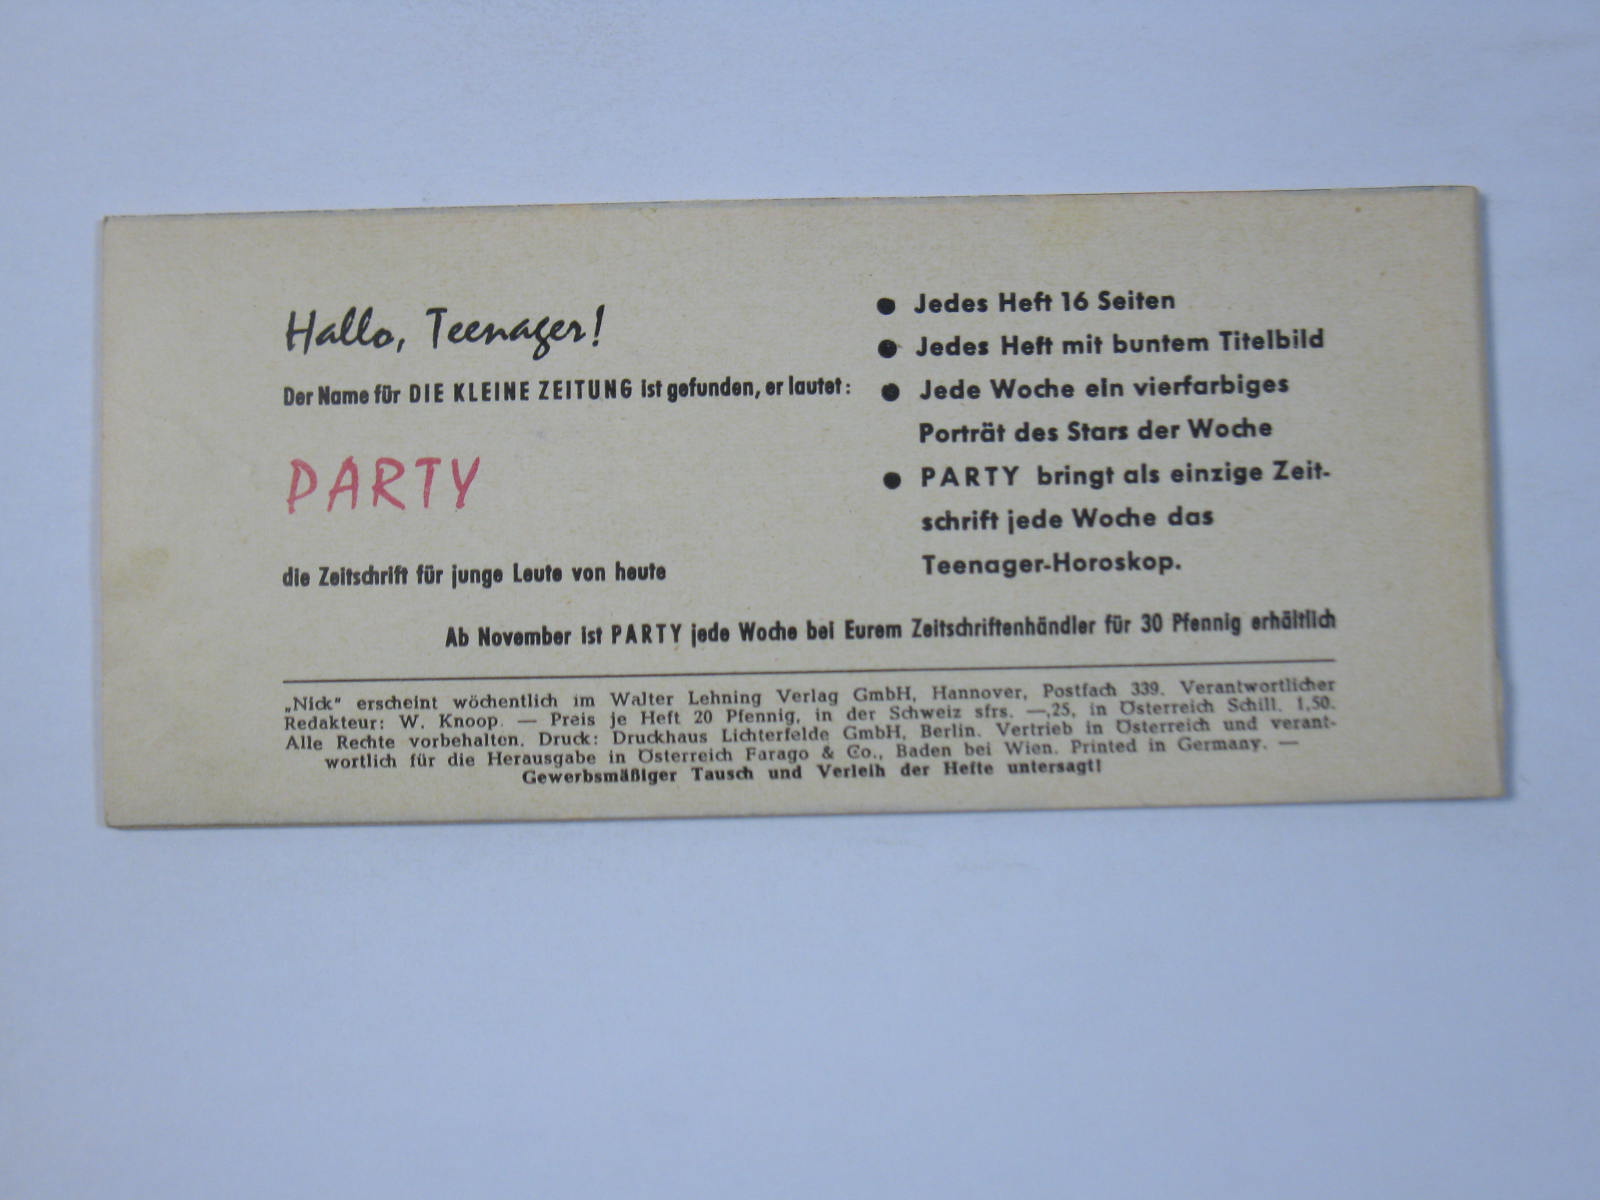 Hallo, Teenager!
Der Name für DIE KLEINE ZEITUNG ist gefunden, er lautet:
PARTY
die Zeitschrift für junge Leute von heute
● Jedes Heft 16 Seiten
● Jedes Heft mit buntem Titelbild
● Jede Woche ein vierfarbiges
Porträt des Stars der Woche
● PARTY bringt als einzige Zeit-
schrift jede Woche das
Teenager-Horoskop.
Ab November ist PARTY jede Woche bei Eurem Zeitschriftenhändler für 30 Pfennig erhältlich
„Nick" erscheint wöchentlich im Walter Lehning Verlag GmbH, Hannover, Postfach 339. Verantwortlicher
Redakteur: W. Knoop. — Preis je Heft 20 Pfennig, in der Schweiz sfrs. —,25, in Österreich Schill. 1,50.
Alle Rechte vorbehalten. Druck: Druckhaus Lichterfelde GmbH, Berlin. Vertrieb in Österreich und verant-
wortlich für die Herausgabe in Österreich Farago & Co., Baden bei Wien. Printed in Germany. —
Gewerbsmäßiger Tausch und Verleih der Hefte untersagt!